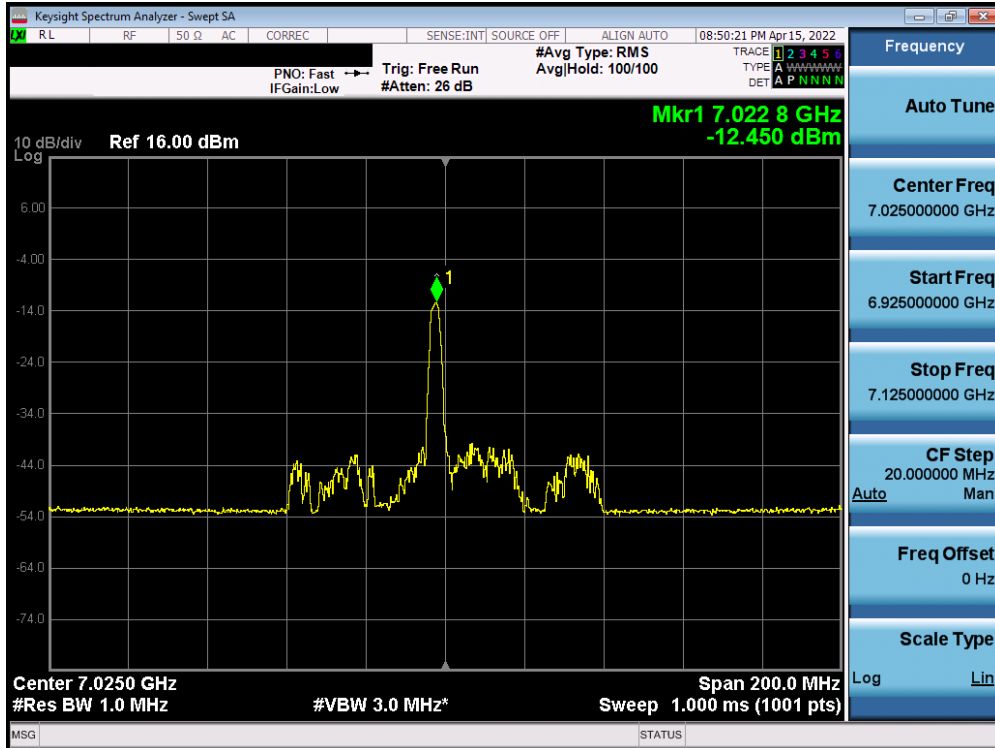 Keysight Spectrum Analyzer - Swept SA
LXI RL RF 50 Ω AC CORREC SENSE:INT SOURCE OFF ALIGN AUTO 08:50:21 PM Apr 15, 2022
PNO: Fast
IFGain:Low
Trig: Free Run
#Atten: 26 dB
#Avg Type: RMS
Avg|Hold: 100/100
TRACE 1 2 3 4 5 6
TYPE A WWWWW
DET A P N N N N
Mkr1 7.022 8 GHz
-12.450 dBm
10 dB/div Ref 16.00 dBm
Log
6.00
-4.00
1
-14.0
-24.0
-34.0
-44.0
-54.0
-64.0
-74.0
Center 7.0250 GHz Span 200.0 MHz
#Res BW 1.0 MHz #VBW 3.0 MHz* Sweep 1.000 ms (1001 pts)
MSG STATUS
Frequency
Auto Tune
Center Freq
7.025000000 GHz
Start Freq
6.925000000 GHz
Stop Freq
7.125000000 GHz
CF Step
20.000000 MHz
Auto Man
Freq Offset
0 Hz
Scale Type
Log Lin